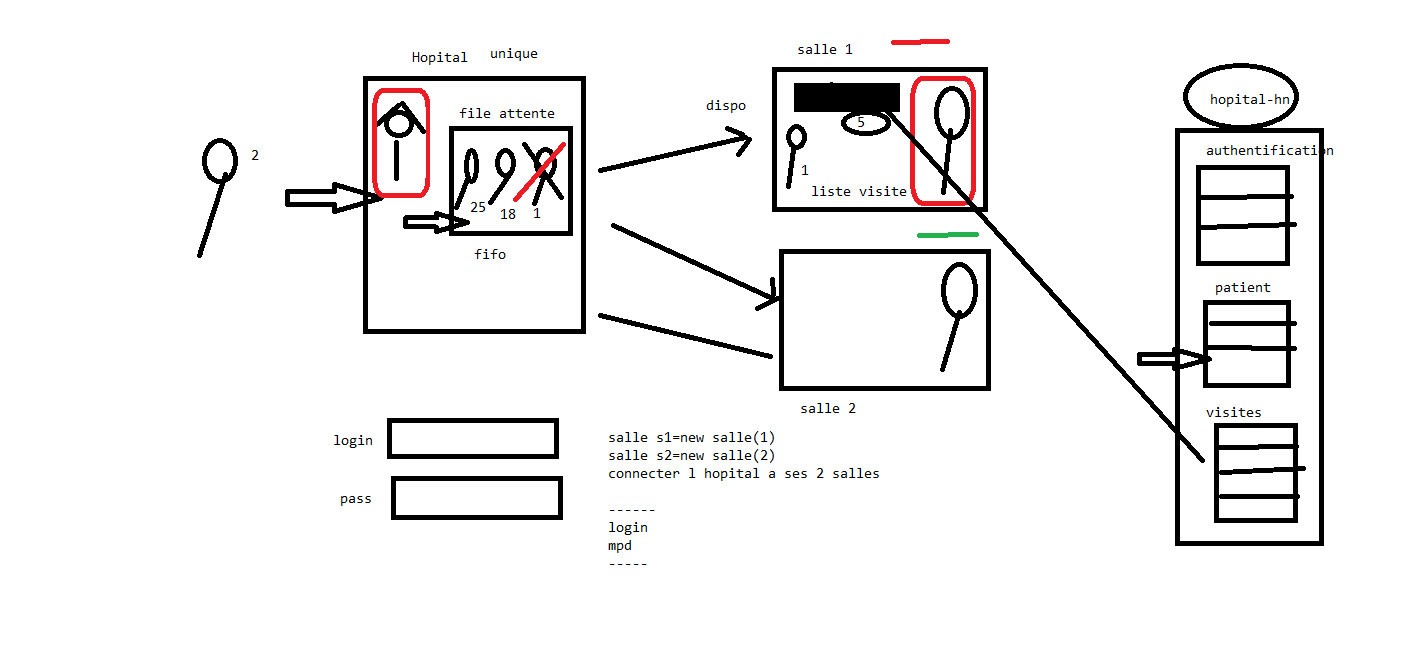 Hopital unique
file attente
2
25 18 1
fifo
dispo
salle 1
5
1
liste visite
salle 2
hopital-hn
authentification
patient
visites
login
pass
salle s1=new salle(1)
salle s2=new salle(2)
connecter l hopital a ses 2 salles
------
login
mpd
-----